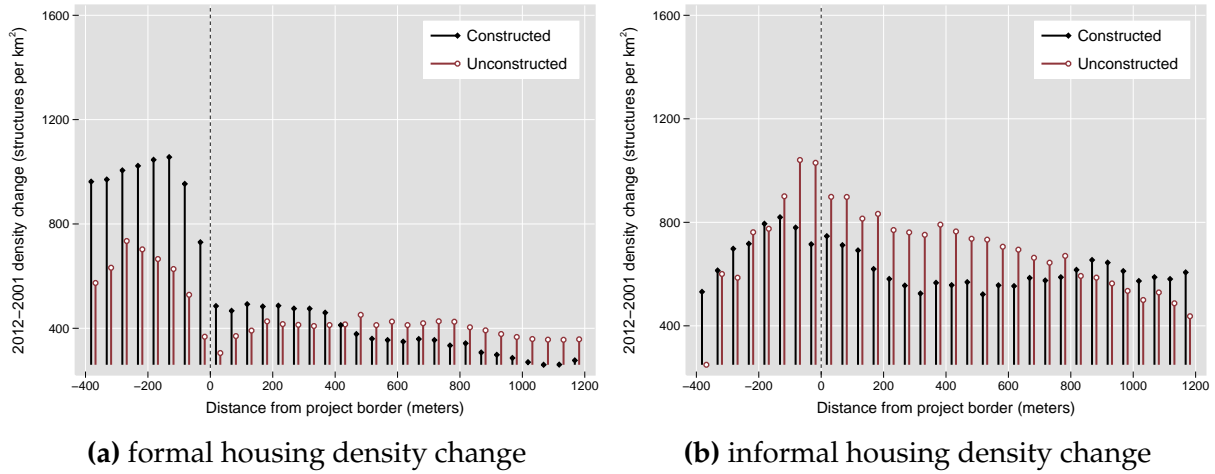 2012−2001 density change (structures per km²)
1600
1200
800
400
Constructed
Unconstructed
−400 −200 0 200 400 600 800 1000 1200
Distance from project border (meters)
(a) formal housing density change
2012−2001 density change (structures per km²)
1600
1200
800
400
Constructed
Unconstructed
−400 −200 0 200 400 600 800 1000 1200
Distance from project border (meters)
(b) informal housing density change